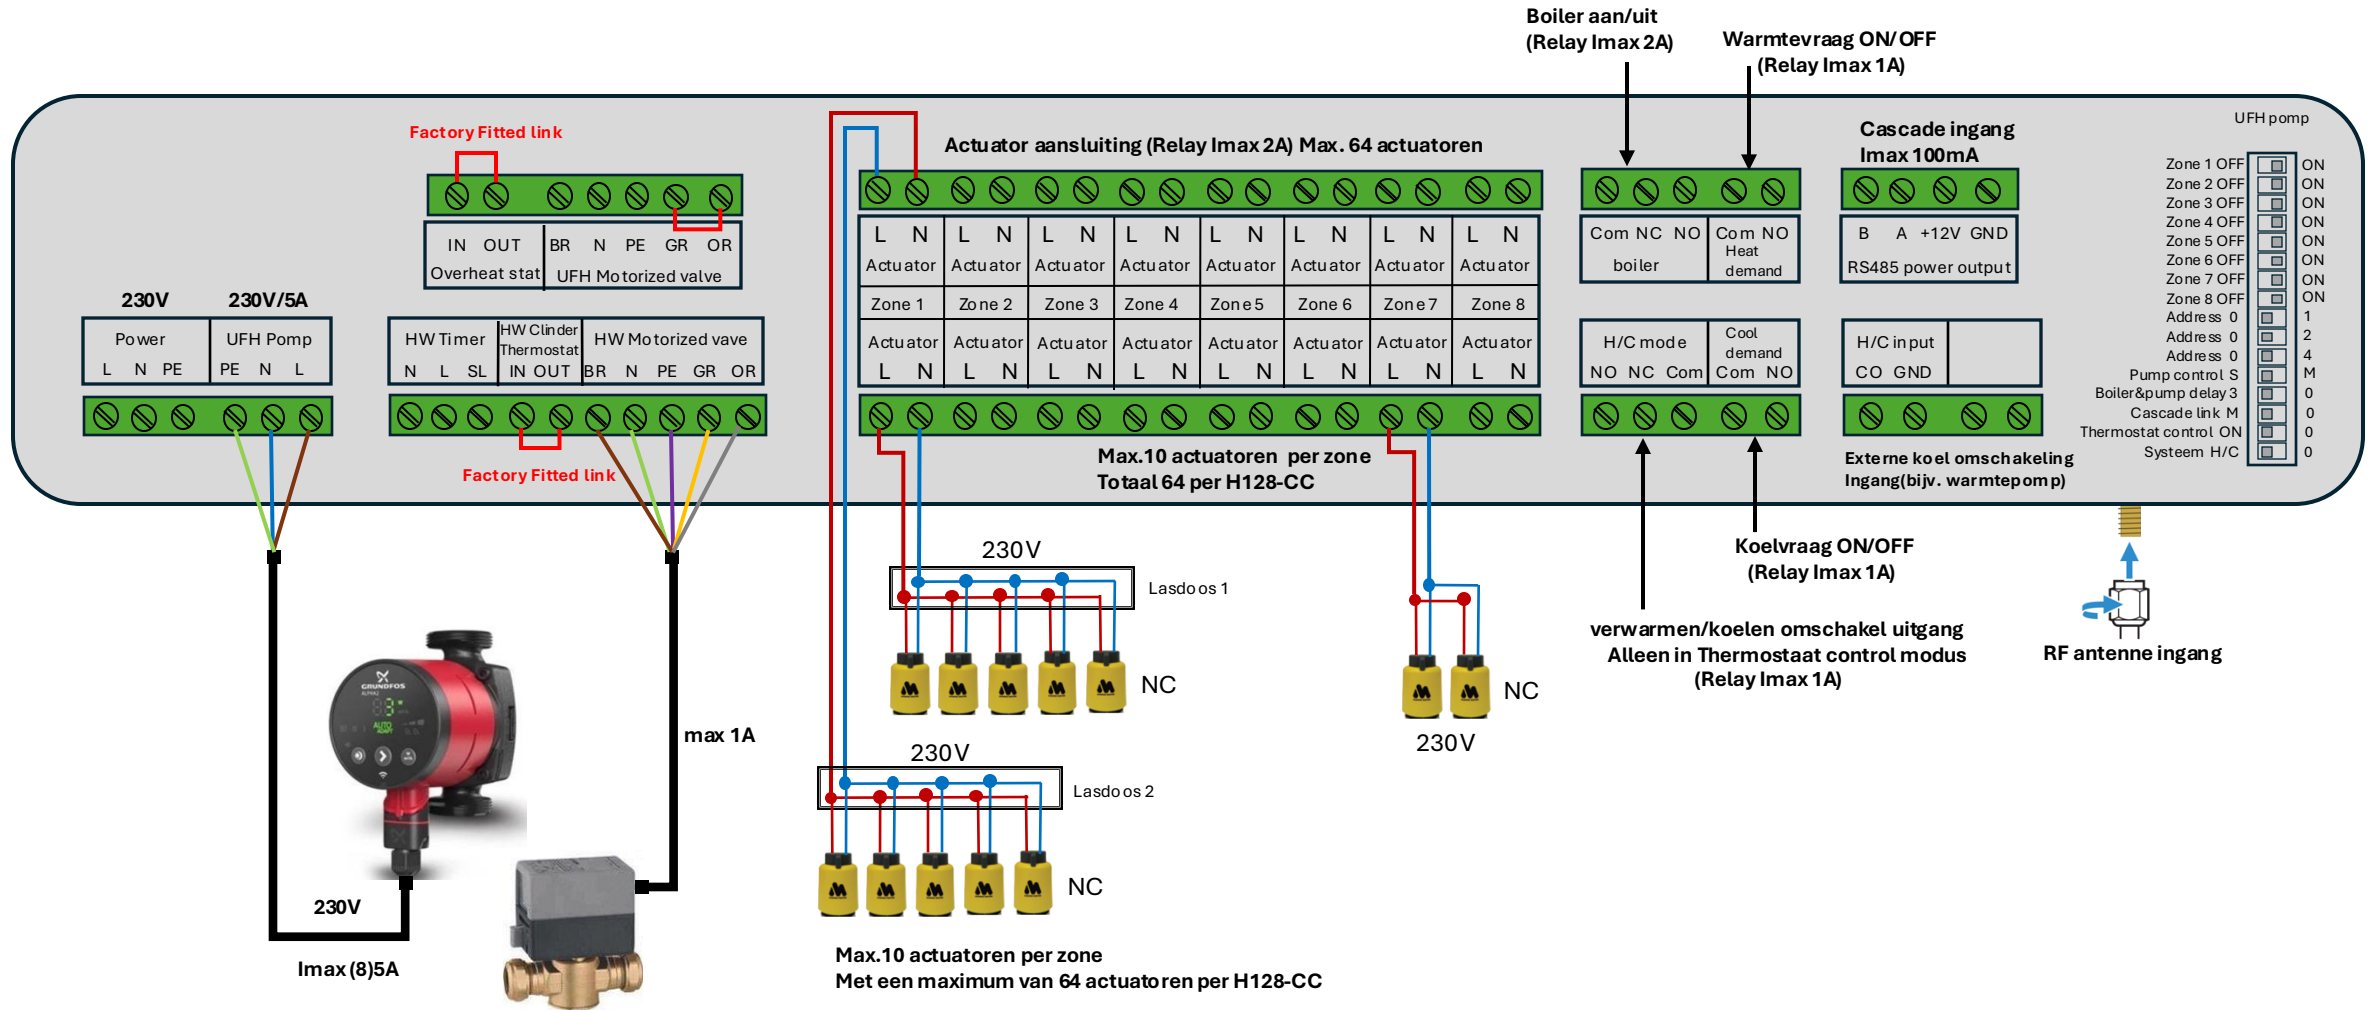 Boiler aan/uit
(Relay Imax 2A)
Warmtevraag ON/OFF
(Relay Imax 1A)
Factory Fitted link
Actuator aansluiting (Relay Imax 2A) Max. 64 actuatoren
Cascade ingang
Imax 100mA
UFH pomp
IN OUT
Overheat stat
BR N PE GR OR
UFH Motorized valve
L N L N L N L N L N L N L N L N
Actuator Actuator Actuator Actuator Actuator Actuator Actuator Actuator
Zone 1 Zone 2 Zone 3 Zone 4 Zone 5 Zone 6 Zone 7 Zone 8
Actuator Actuator Actuator Actuator Actuator Actuator Actuator Actuator
L N L N L N L N L N L N L N L N
Com NC NO
boiler
Com NO
Heat
demand
B A +12V GND
RS485 power output
Zone 1 OFF ON
Zone 2 OFF ON
Zone 3 OFF ON
Zone 4 OFF ON
Zone 5 OFF ON
Zone 6 OFF ON
Zone 7 OFF ON
Zone 8 OFF ON
Address 0 1
Address 0 2
Address 0 4
Pump control S M
Boiler&pump delay 3 0
Cascade link M 0
Thermostat control ON 0
Systeem H/C 0
230V
230V/5A
Power
L N PE
UFH Pomp
PE N L
HW Timer
N L SL
HW Clinder
Thermostat
IN OUT
HW Motorized vave
BR N PE GR OR
H/C mode
NO NC Com
Cool
demand
Com NO
H/C input
CO GND
Factory Fitted link
Max.10 actuatoren per zone
Totaal 64 per H128-CC
Externe koel omschakeling
Ingang(bijv. warmtepomp)
Koelvraag ON/OFF
(Relay Imax 1A)
verwarmen/koelen omschakel uitgang
Alleen in Thermostaat control modus
(Relay Imax 1A)
RF antenne ingang
230V
Lasdoos 1
NC
NC
230V
230V
Lasdoos 2
NC
max 1A
GRUNDFOS
ALPHA2
AUTO
ADAPT
230V
Imax (8)5A
Max.10 actuatoren per zone
Met een maximum van 64 actuatoren per H128-CC